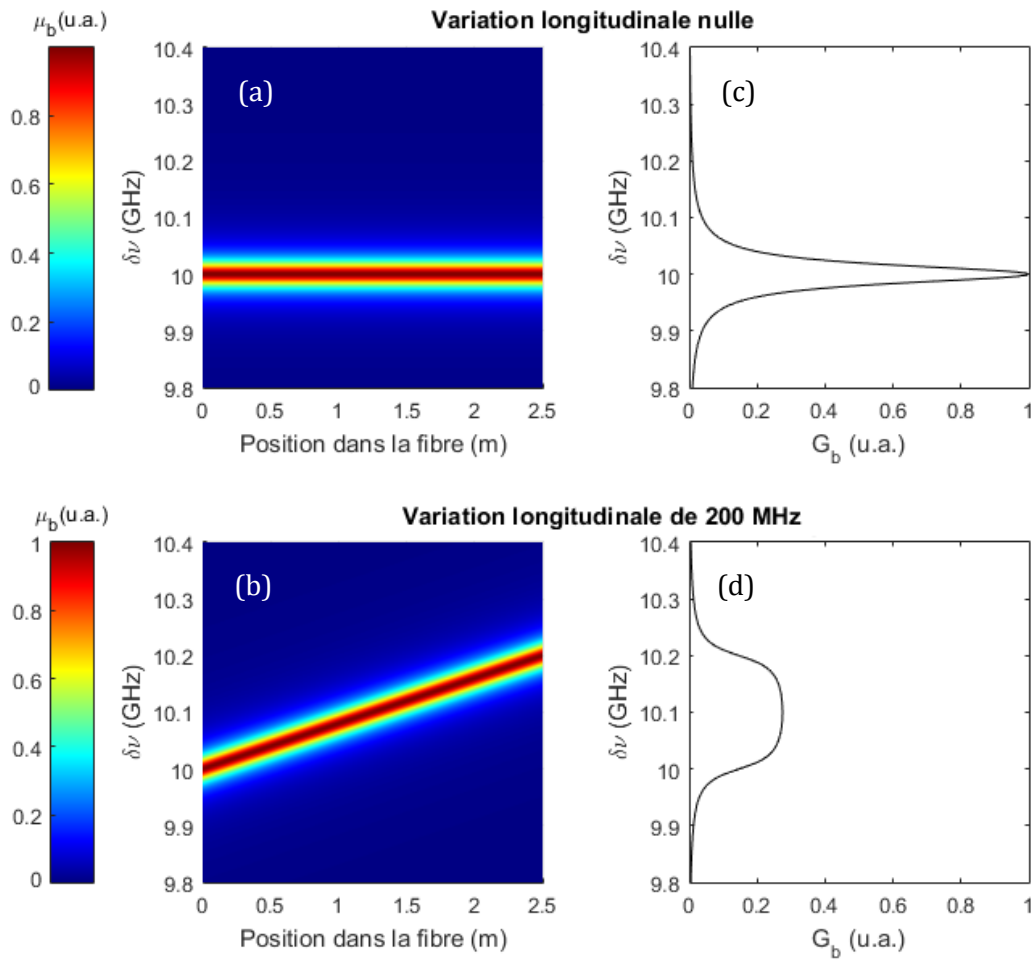 μ_b(u.a.)
Variation longitudinale nulle
0.8
0.6
0.4
0.2
0
(a)
10.4
10.3
10.2
10.1
10
9.9
9.8
δν (GHz)
0 0.5 1 1.5 2 2.5
Position dans la fibre (m)
(c)
10.4
10.3
10.2
10.1
10
9.9
9.8
δν (GHz)
0 0.2 0.4 0.6 0.8 1
G_b (u.a.)
μ_b(u.a.)
Variation longitudinale de 200 MHz
1
0.8
0.6
0.4
0.2
0
(b)
10.4
10.3
10.2
10.1
10
9.9
9.8
δν (GHz)
0 0.5 1 1.5 2 2.5
Position dans la fibre (m)
(d)
10.4
10.3
10.2
10.1
10
9.9
9.8
δν (GHz)
0 0.2 0.4 0.6 0.8 1
G_b (u.a.)